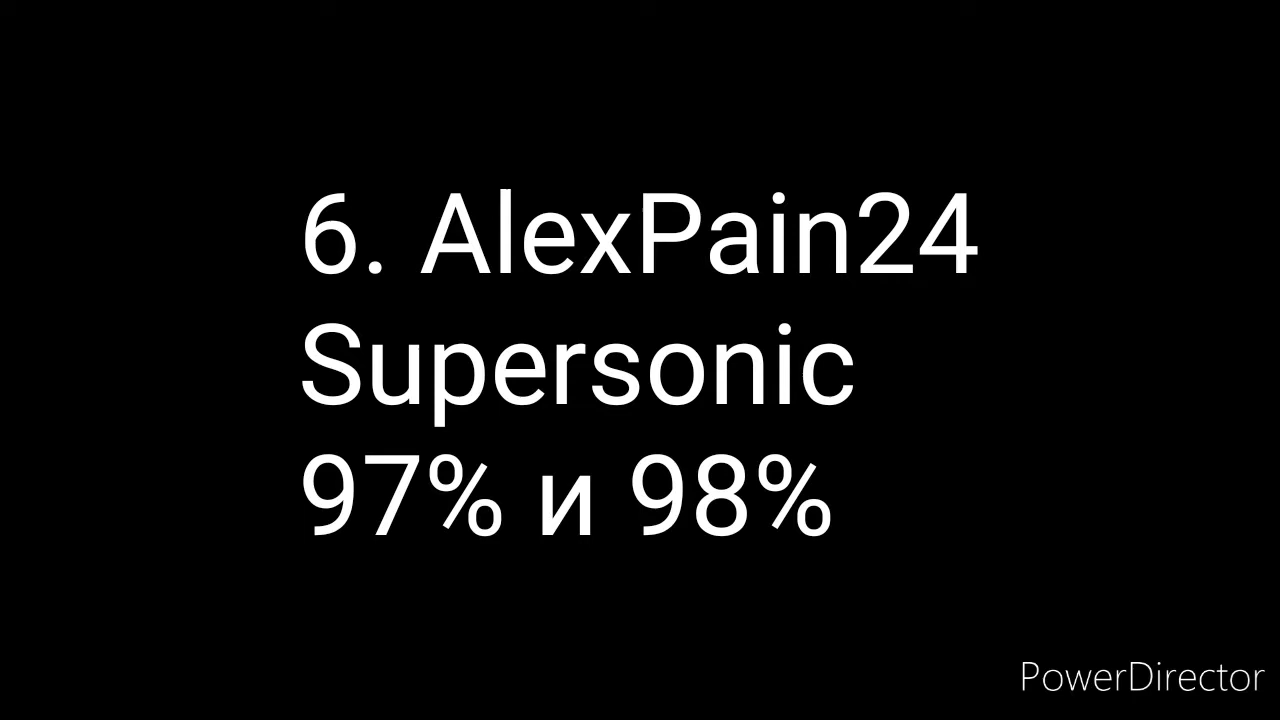 6. AlexPain24
Supersonic
97% и 98%
PowerDirector